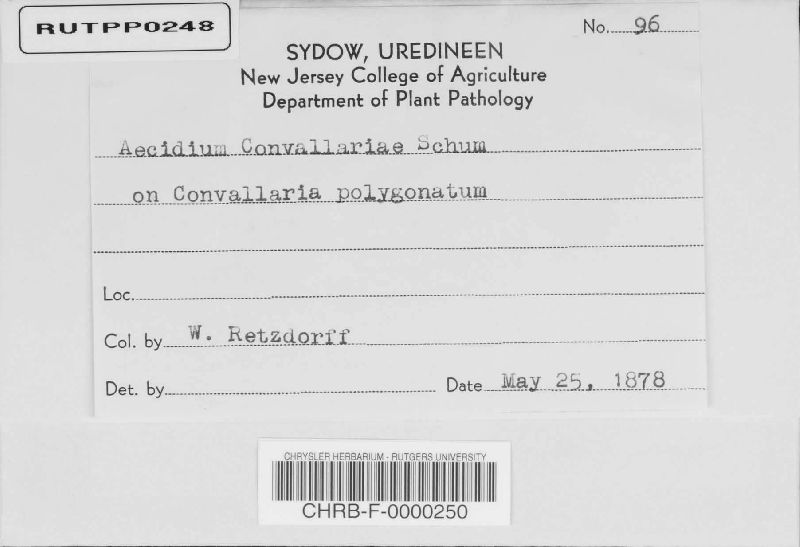 RUTPP0248
No. 96
SYDOW, UREDINEEN
New Jersey College of Agriculture
Department of Plant Pathology
Aecidium Convallariae Schum
on Convallaria polygonatum
Loc.
Col. by W. Retzdorff
Det. by Date May 25, 1878
CHRYSLER HERBARIUM - RUTGERS UNIVERSITY
CHRB-F-0000250